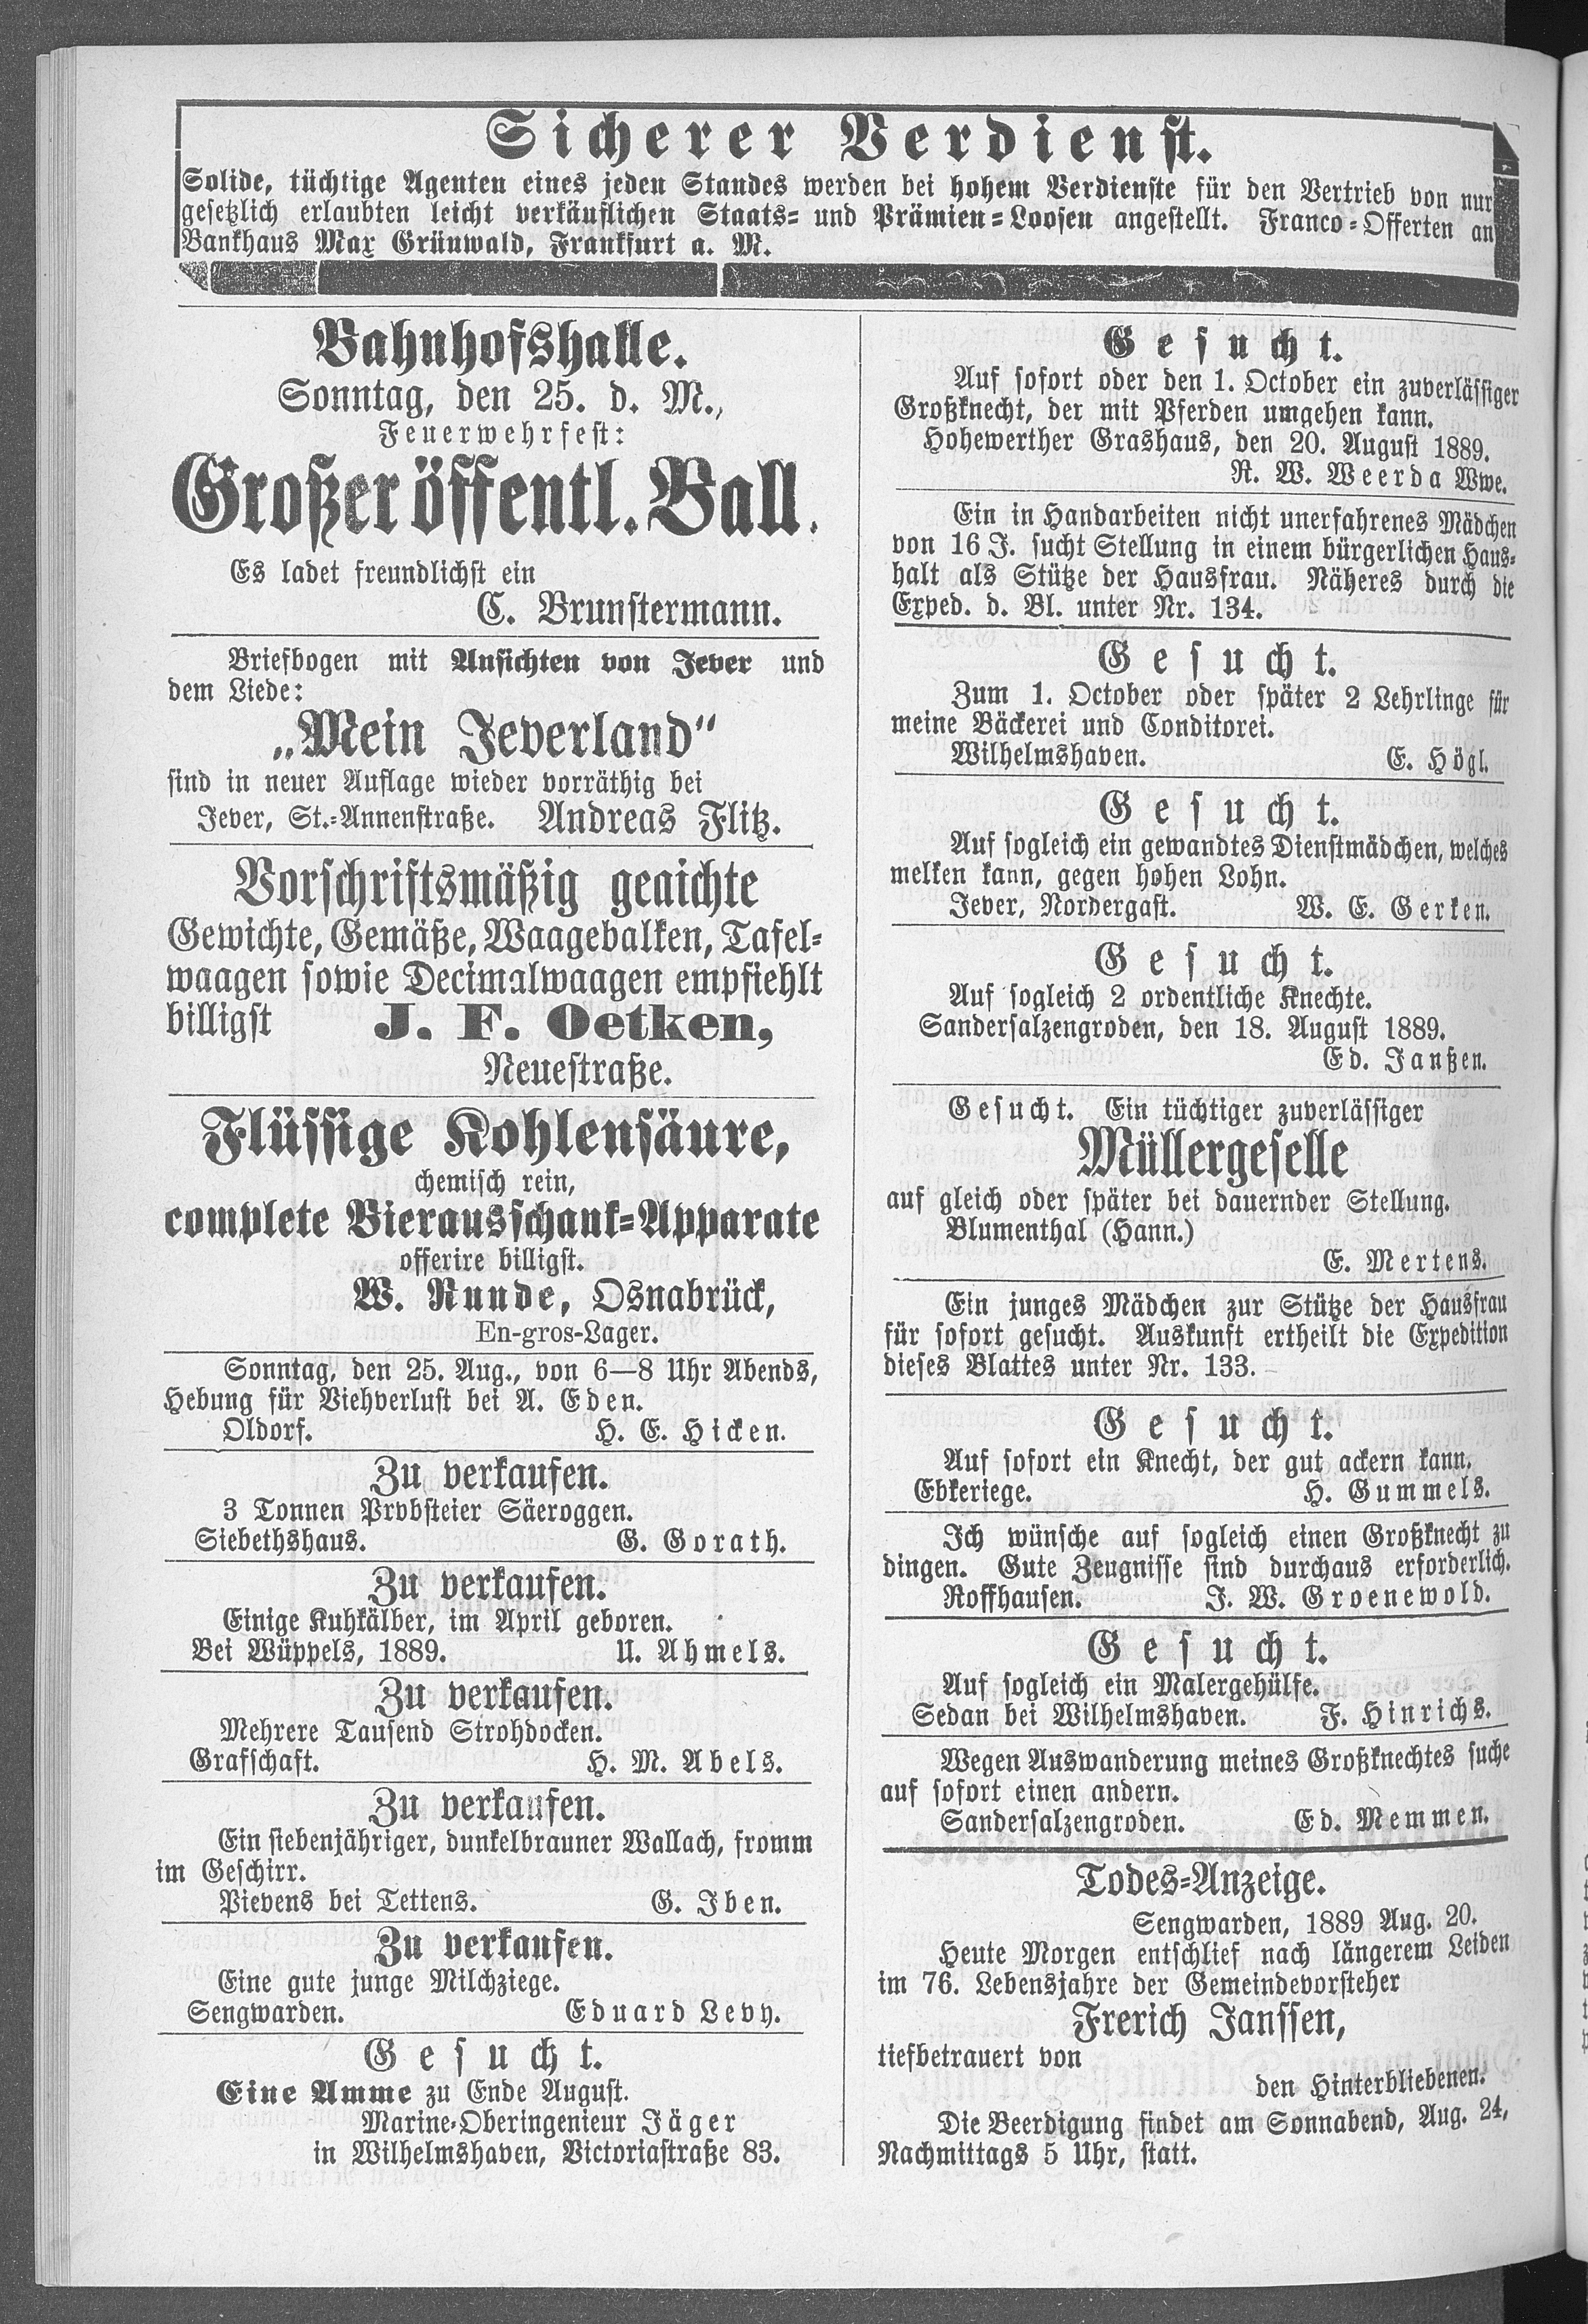 Sicherer Verdienst.
Solide, tüchtige Agenten eines jeden Standes werden bei hohem Verdienste für den Vertrieb von nur
gesetzlich erlaubten leicht verkäuflichen Staats- und Prämien-Loosen angestellt. Franco-Offerten an
Bankhaus Max Grünwald, Frankfurt a. M.
Bahnhofshalle.
Sonntag, den 25. d. M.,
Feuerwehrfest:
Großer öffentl. Ball.
Es ladet freundlichst ein
C. Brunstermann.
Briefbogen mit Ansichten von Jever und
dem Liede:
„Mein Jeverland“
sind in neuer Auflage wieder vorräthig bei
Jever, St.-Annenstraße. Andreas Flitz.
Vorschriftsmäßig geaichte
Gewichte, Gemäße, Waagebalken, Tafel-
waagen sowie Decimalwaagen empfiehlt
billigst J. F. Oetken,
Neuestraße.
Flüssige Kohlensäure,
chemisch rein,
complete Bierausschank-Apparate
offerire billigst.
W. Runde, Osnabrück,
En-gros-Lager.
Sonntag, den 25. Aug., von 6—8 Uhr Abends,
Hebung für Viehverlust bei A. Eden.
Oldorf. H. E. Hicken.
Zu verkaufen.
3 Tonnen Probsteier Säeroggen.
Siebethshaus. G. Gorath.
Zu verkaufen.
Einige Kuhkälber, im April geboren.
Bei Wüppels, 1889. U. Ahmels.
Zu verkaufen.
Mehrere Tausend Strohdocken.
Grafschaft. H. M. Abels.
Zu verkaufen.
Ein siebenjähriger, dunkelbrauner Wallach, fromm
im Geschirr.
Pievens bei Tettens. G. Iben.
Zu verkaufen.
Eine gute junge Milchziege.
Sengwarden. Eduard Levy.
Gesucht.
Eine Amme zu Ende August.
Marine-Oberingenieur Jäger
in Wilhelmshaven, Victoriastraße 83.
Gesucht.
Auf sofort oder den 1. October ein zuverlässiger
Großknecht, der mit Pferden umgehen kann.
Hohewerther Grashaus, den 20. August 1889.
R. W. Weerda Wwe.
Ein in Handarbeiten nicht unerfahrenes Mädchen
von 16 J. sucht Stellung in einem bürgerlichen Haus-
halt als Stütze der Hausfrau. Näheres durch die
Exped. d. Bl. unter Nr. 134.
Gesucht.
Zum 1. October oder später 2 Lehrlinge für
meine Bäckerei und Conditorei.
Wilhelmshaven. E. Högl.
Gesucht.
Auf sogleich ein gewandtes Dienstmädchen, welches
melken kann, gegen hohen Lohn.
Jever, Nordergast. W. E. Gerken.
Gesucht.
Auf sogleich 2 ordentliche Knechte.
Sandersalzengroden, den 18. August 1889.
Ed. Janßen.
Gesucht. Ein tüchtiger zuverlässiger
Müllergeselle
auf gleich oder später bei dauernder Stellung.
Blumenthal (Hann.)
E. Mertens.
Ein junges Mädchen zur Stütze der Hausfrau
für sofort gesucht. Auskunft ertheilt die Expedition
dieses Blattes unter Nr. 133.
Gesucht.
Auf sofort ein Knecht, der gut ackern kann.
Ebkeriege. H. Gummels.
Ich wünsche auf sogleich einen Großknecht zu
dingen. Gute Zeugnisse sind durchaus erforderlich.
Roffhausen. J. W. Groenewold.
Gesucht.
Auf sogleich ein Malergehülfe.
Sedan bei Wilhelmshaven. F. Hinrichs.
Wegen Auswanderung meines Großknechtes suche
auf sofort einen andern.
Sandersalzengroden. Ed. Memmen.
Todes-Anzeige.
Sengwarden, 1889 Aug. 20.
Heute Morgen entschlief nach längerem Leiden
im 76. Lebensjahre der Gemeindevorsteher
Frerich Janssen,
tiefbetrauert von
den Hinterbliebenen.
Die Beerdigung findet am Sonnabend, Aug. 24,
Nachmittags 5 Uhr, statt.